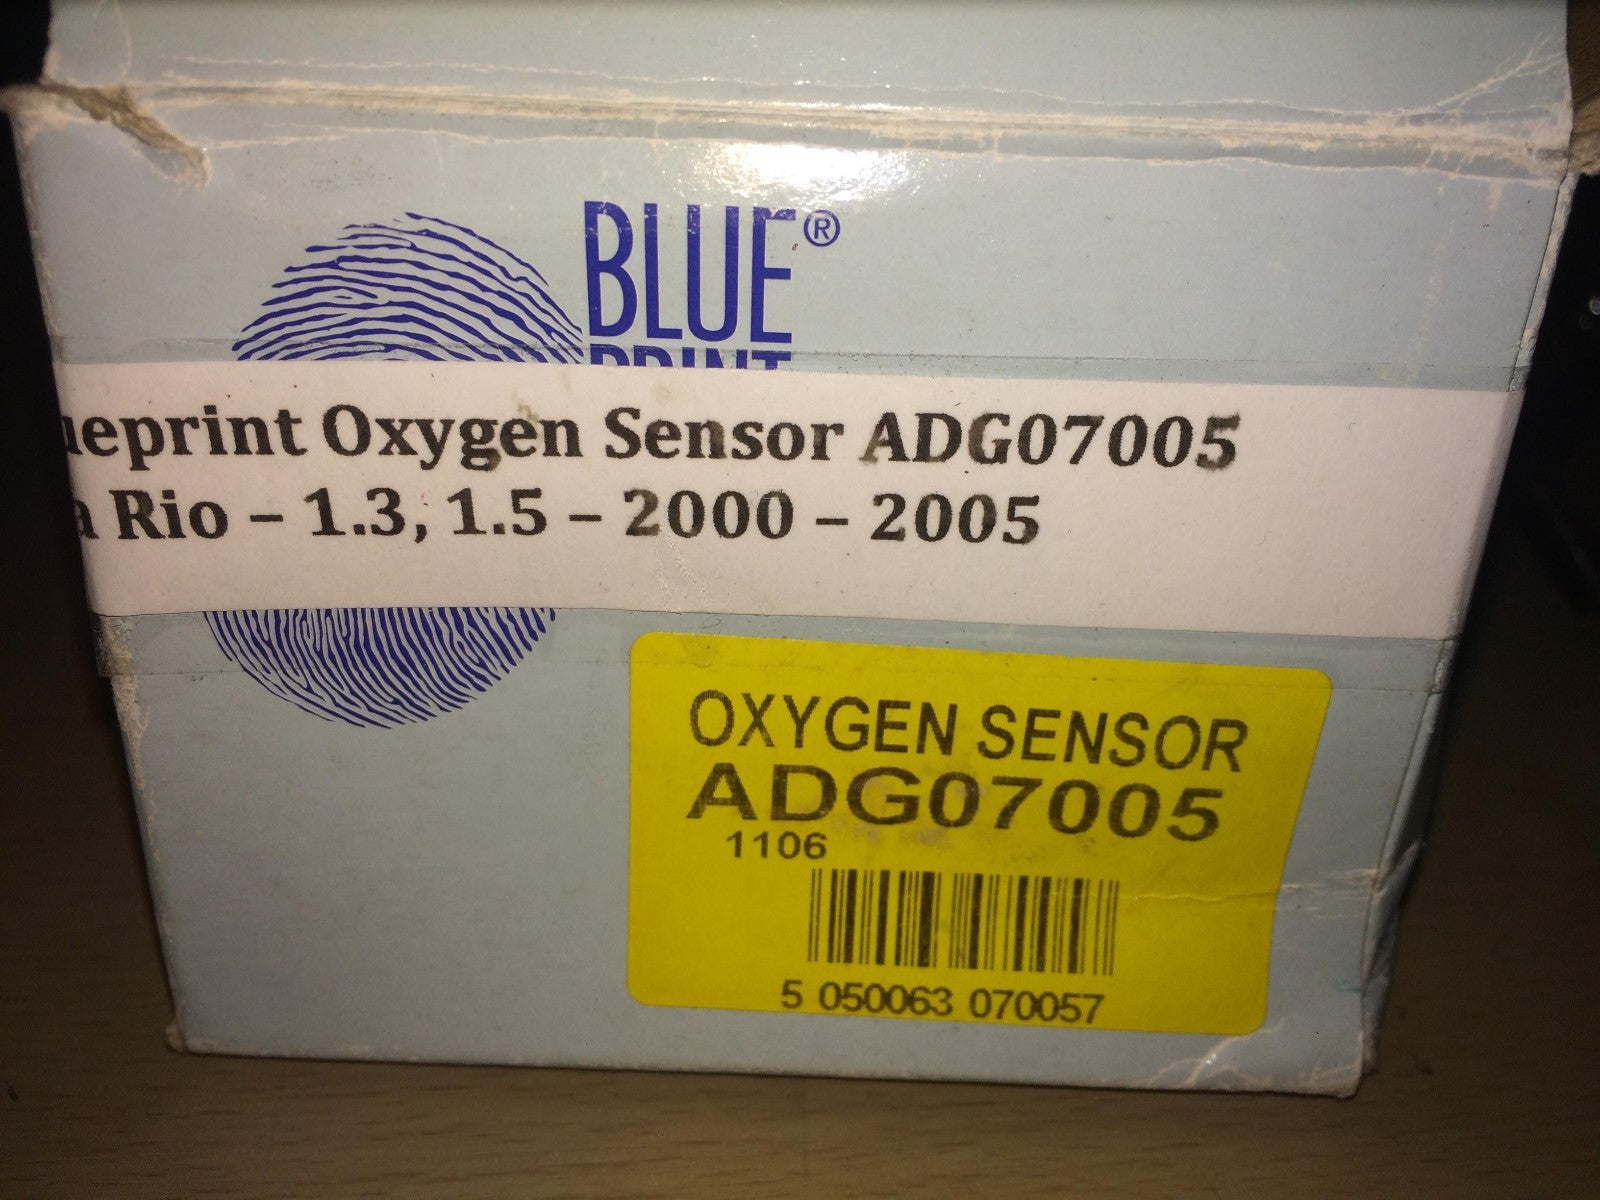 BLUE®
PRINT
ueprint Oxygen Sensor ADG07005
a Rio – 1.3, 1.5 – 2000 – 2005
OXYGEN SENSOR
ADG07005
1106
5 050063 070057